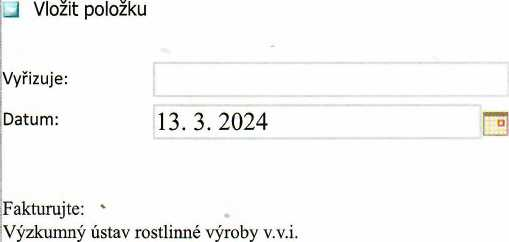 Vložit položku
Vyřizuje:
Datum: 13. 3. 2024
Fakturujte:
Výzkumný ústav rostlinné výroby v.v.i.